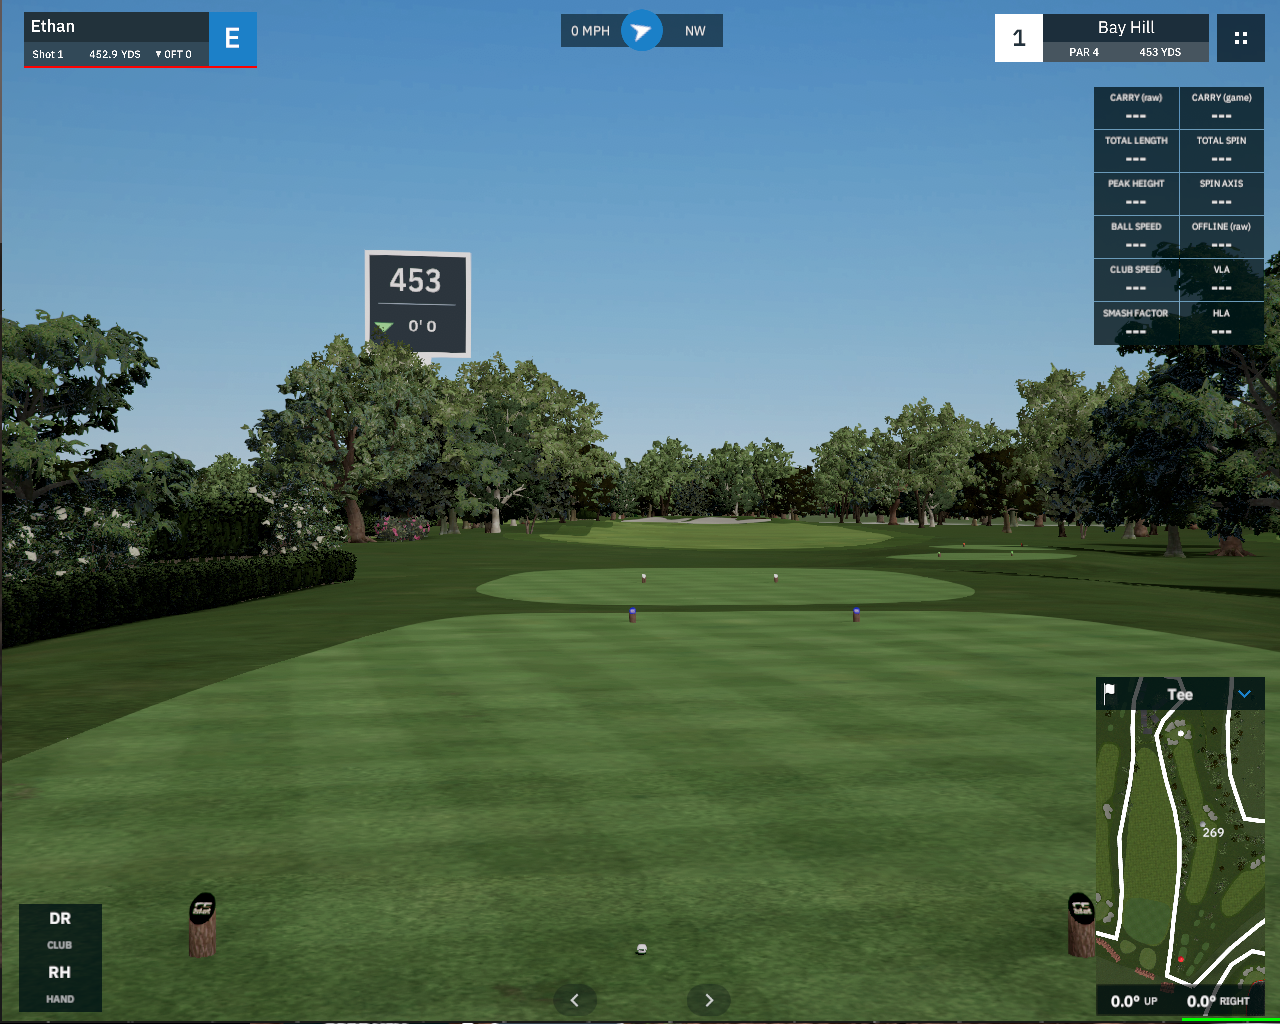 Ethan
E
Shot 1 452.9 YDS ▼ 0FT 0
0 MPH NW
1
Bay Hill
PAR 4 453 YDS
CARRY (raw) CARRY (game)
--- ---
TOTAL LENGTH TOTAL SPIN
--- ---
PEAK HEIGHT SPIN AXIS
--- ---
BALL SPEED OFFLINE (raw)
--- ---
CLUB SPEED VLA
--- ---
SMASH FACTOR HLA
--- ---
453
0' 0
Tee
269
0.0° UP 0.0° RIGHT
DR
CLUB
RH
HAND